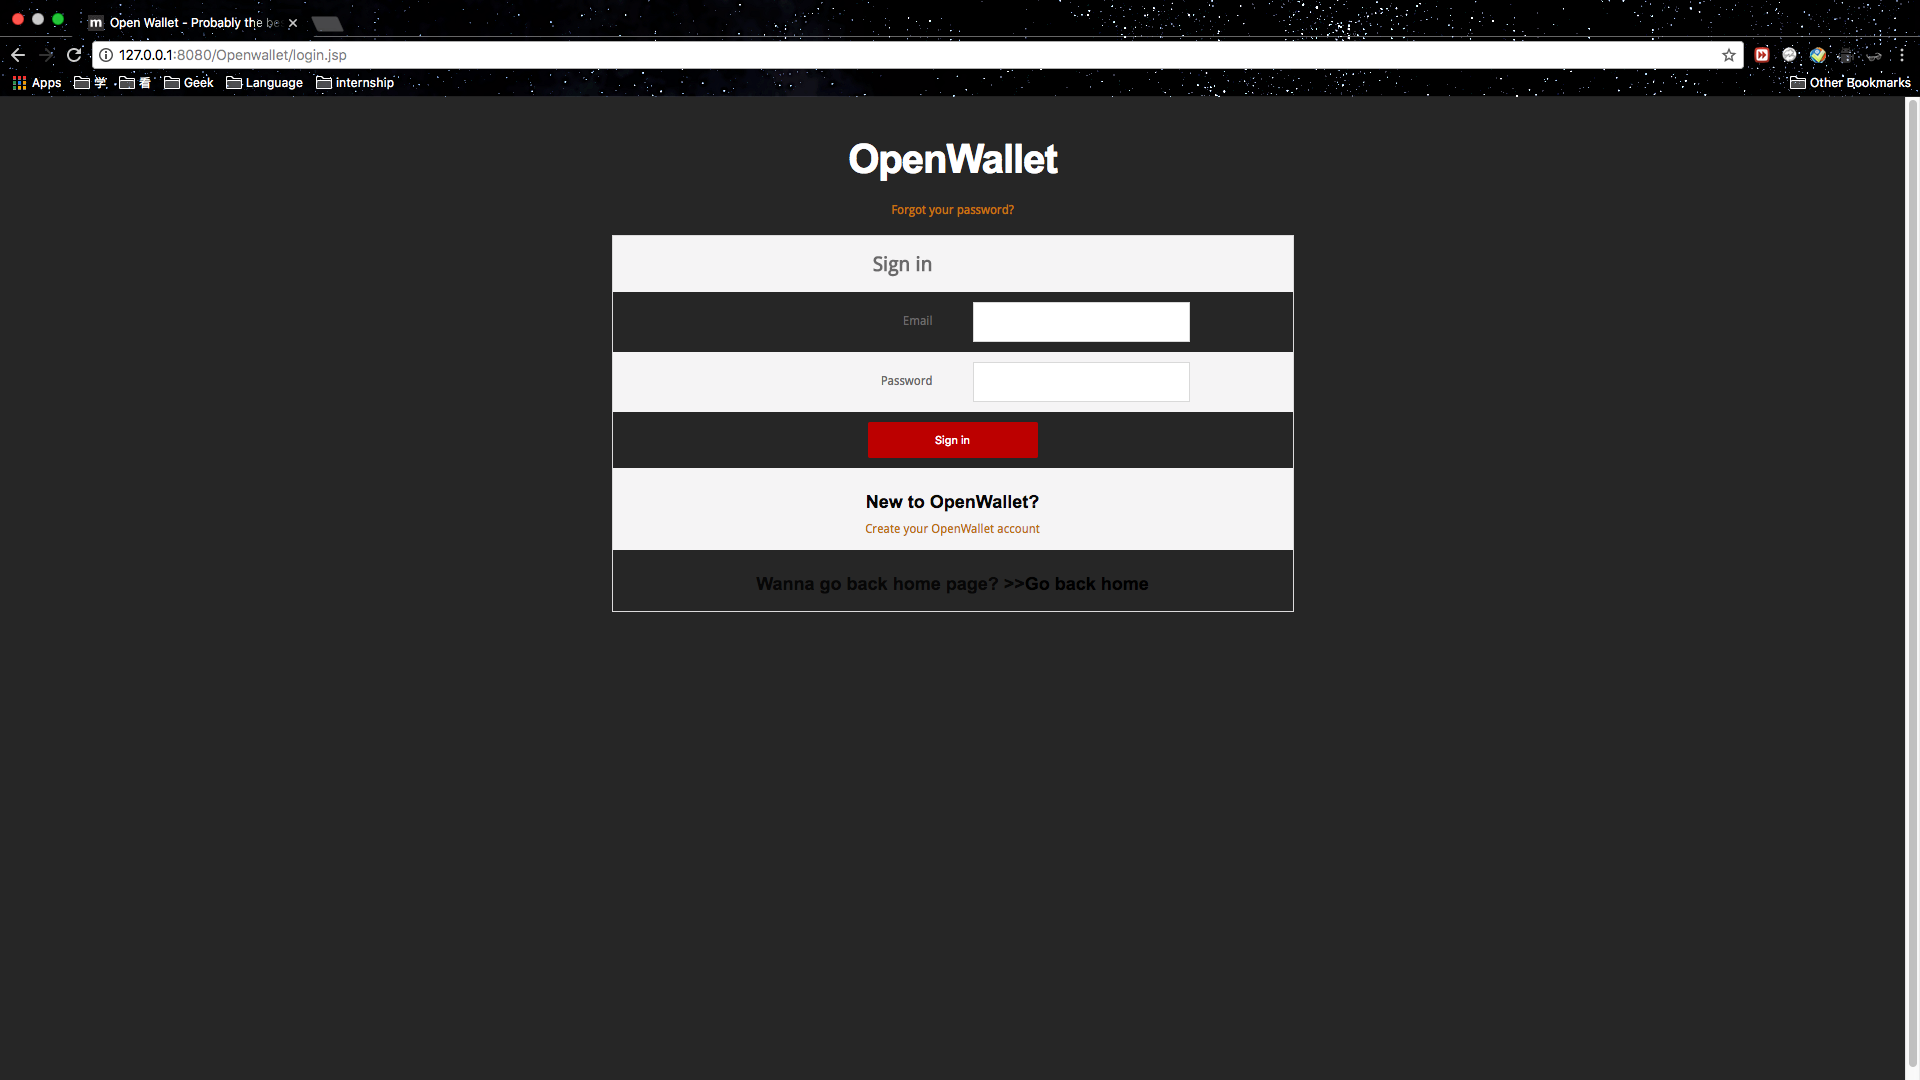 m Open Wallet - Probably the be
127.0.0.1:8080/Openwallet/login.jsp
Apps 学 看 Geek Language internship Other Bookmarks
OpenWallet
Forgot your password?
Sign in
Email
Password
Sign in
New to OpenWallet?
Create your OpenWallet account
Wanna go back home page? >>Go back home